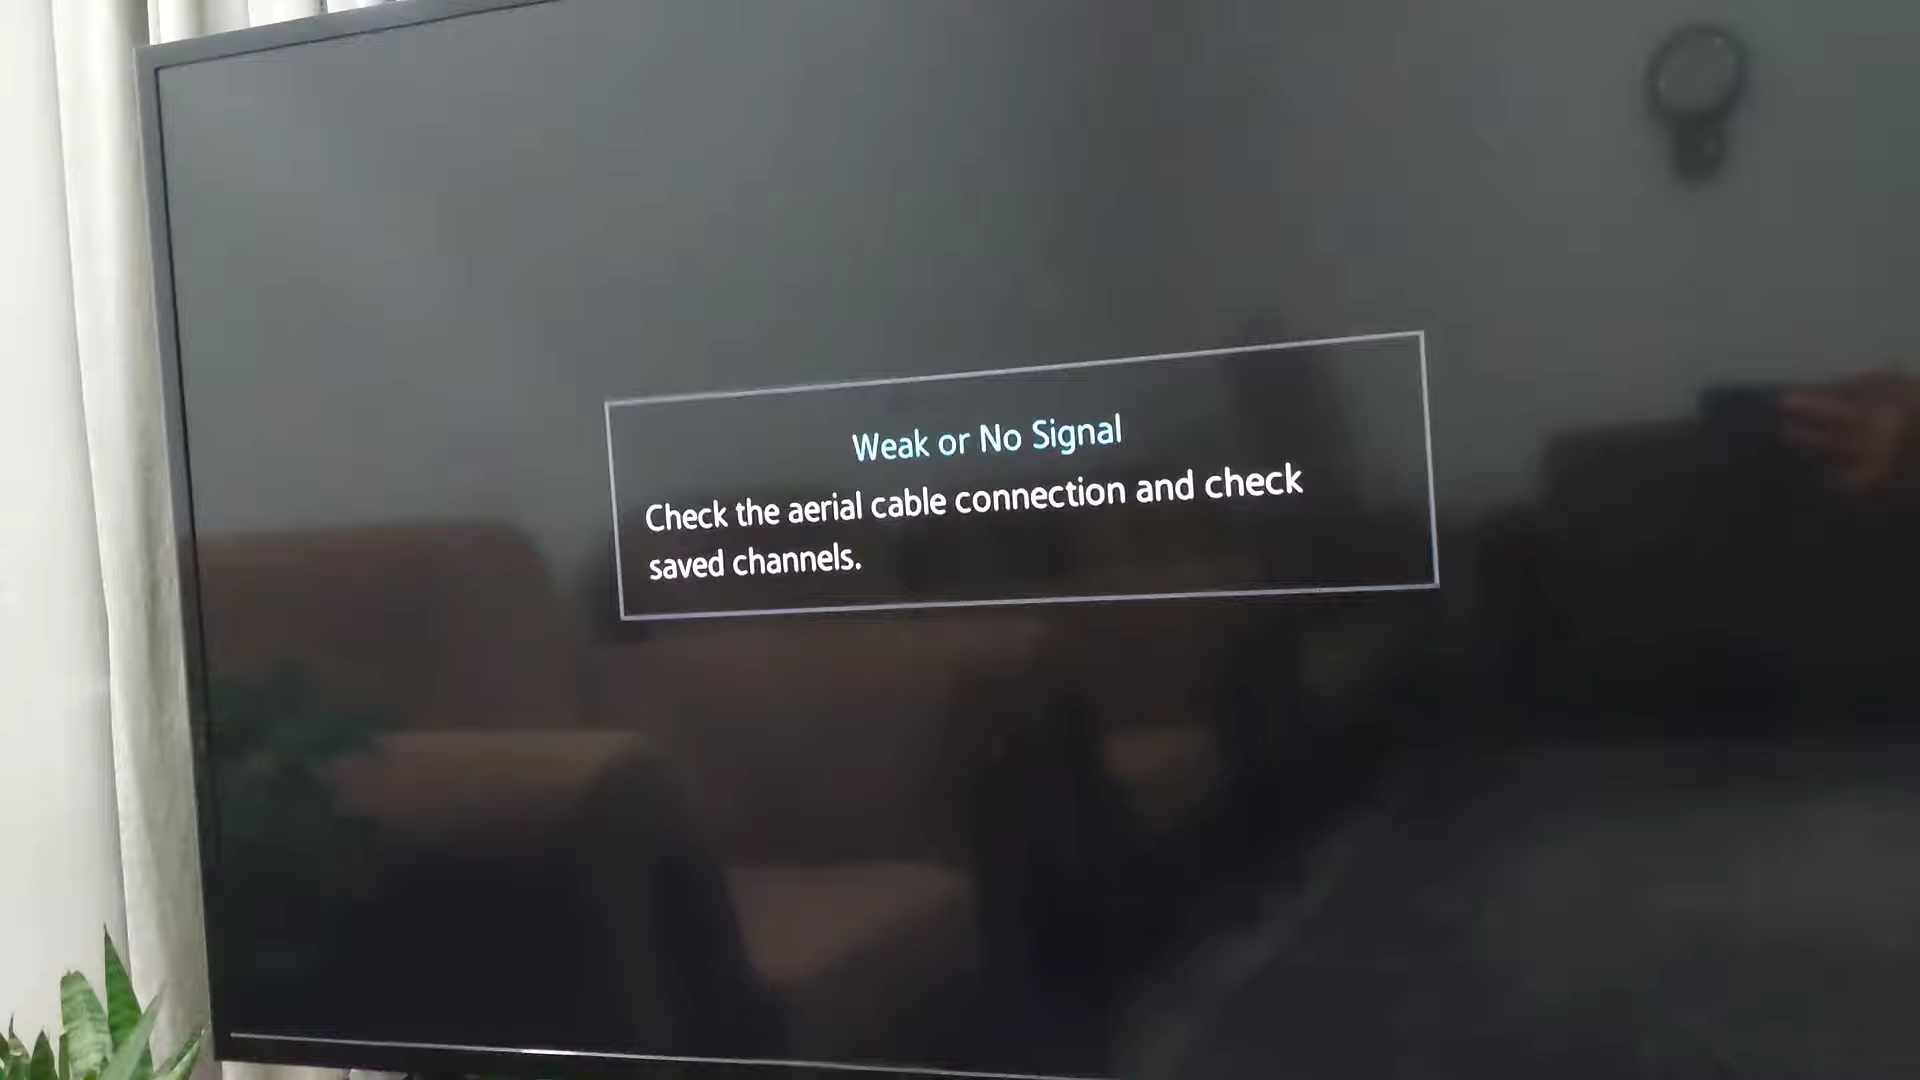 Weak or No Signal
Check the aerial cable connection and check
saved channels.